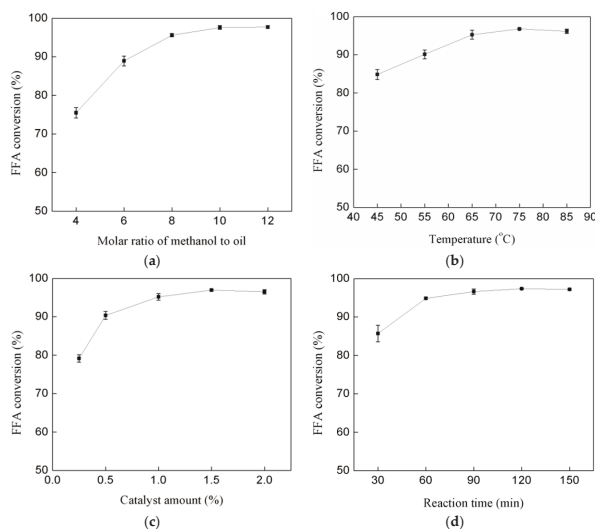 100
90
80
70
60
50
FFA conversion (%)
4 6 8 10 12
Molar ratio of methanol to oil
(a)
100
90
80
70
60
50
FFA conversion (%)
40 45 50 55 60 65 70 75 80 85 90
Temperature (°C)
(b)
100
90
80
70
60
50
FFA conversion (%)
0.0 0.5 1.0 1.5 2.0
Catalyst amount (%)
(c)
100
90
80
70
60
50
FFA conversion (%)
30 60 90 120 150
Reaction time (min)
(d)